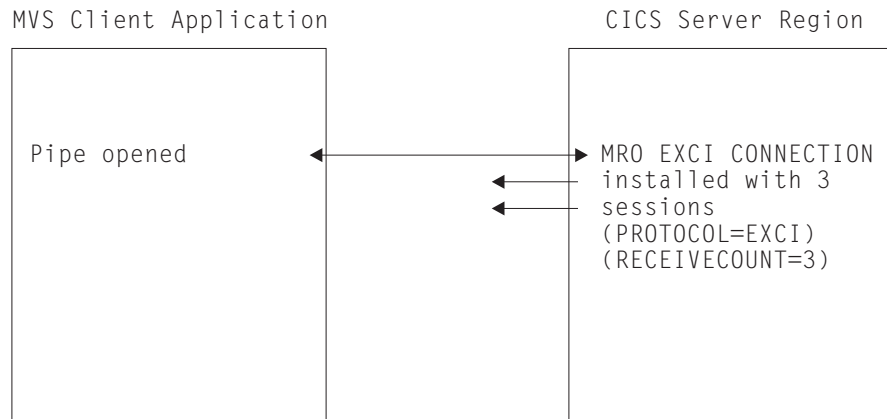 MVS Client Application
CICS Server Region
Pipe opened
MRO EXCI CONNECTION
installed with 3
sessions
(PROTOCOL=EXCI)
(RECEIVECOUNT=3)